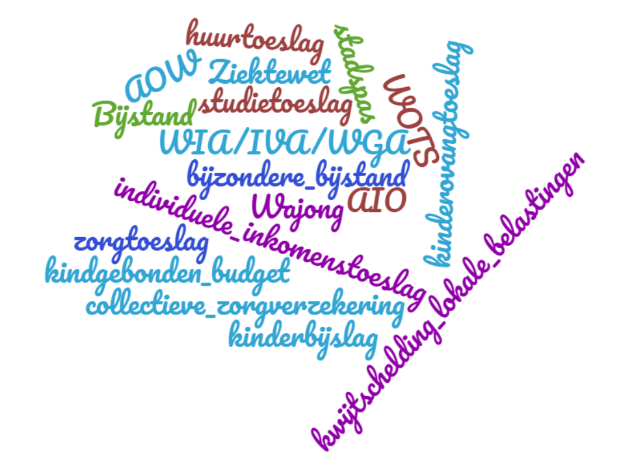 huurtoeslag
stadspas
AOW
Ziektewet
kinderovangtoeslag
Bijstand
studietoeslag
WOTS
WIA/IVA/WGA
bijzondere_bijstand
individuele_inkomenstoeslag
Wajong
AIO
zorgtoeslag
kindgebonden_budget
collectieve_zorgverzekering
kinderbijslag
kwijtschelding_lokale_belastingen